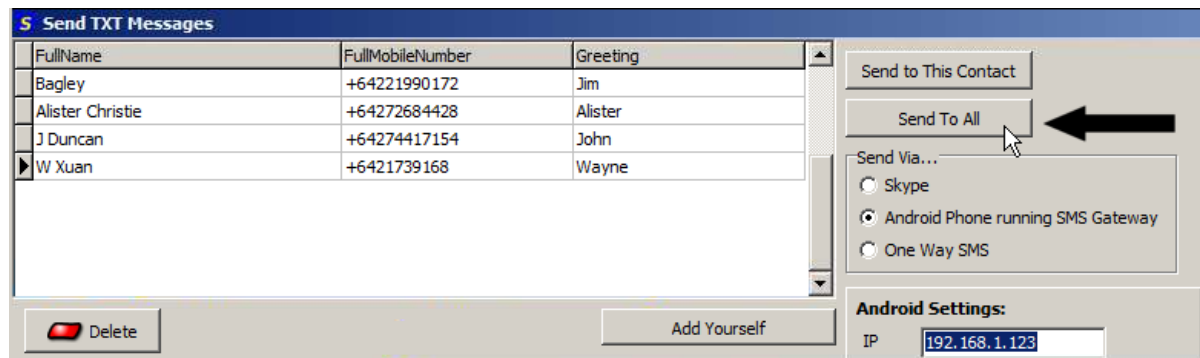 S Send TXT Messages
FullName FullMobileNumber Greeting
Bagley +64221990172 Jim
Alister Christie +64272684428 Alister
J Duncan +64274417154 John
W Xuan +6421739168 Wayne
Delete
Add Yourself
Send to This Contact
Send To All
Send Via...
Skype
Android Phone running SMS Gateway
One Way SMS
Android Settings:
IP 192.168.1.123